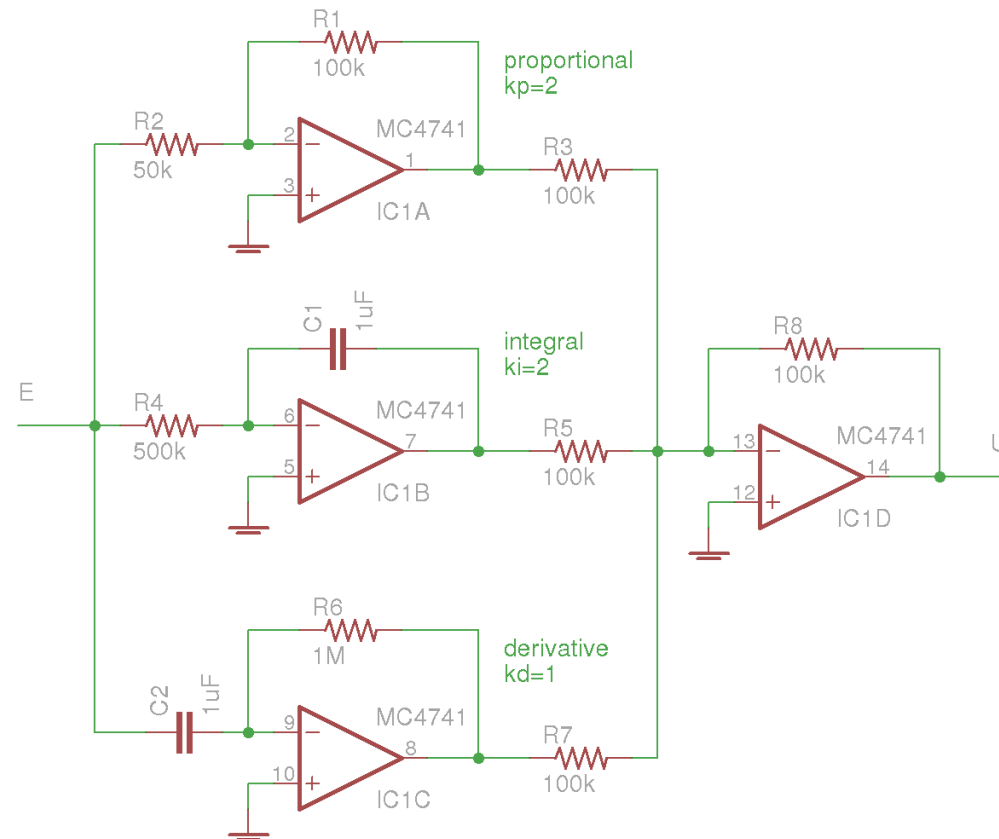 R1
100k
proportional
kp=2
R2
50k
MC4741
2
1
3
IC1A
R3
100k
C1
1uF
integral
ki=2
R8
100k
E
R4
500k
MC4741
6
7
5
IC1B
R5
100k
MC4741
13
14
12
IC1D
U
R6
1M
derivative
kd=1
C2
1uF
MC4741
9
8
10
IC1C
R7
100k